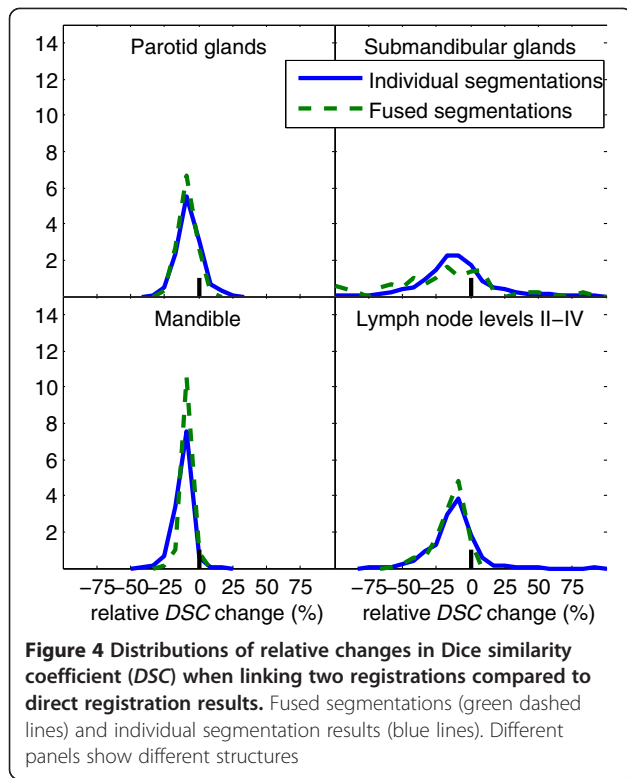 Parotid glands
Submandibular glands
Individual segmentations
Fused segmentations
14
12
10
8
6
4
2
Mandible
Lymph node levels II–IV
14
12
10
8
6
4
2
−75 −50 −25 0 25 50 75
−75 −50 −25 0 25 50 75
relative DSC change (%)
relative DSC change (%)
Figure 4 Distributions of relative changes in Dice similarity
coefficient (DSC) when linking two registrations compared to
direct registration results. Fused segmentations (green dashed
lines) and individual segmentation results (blue lines). Different
panels show different structures